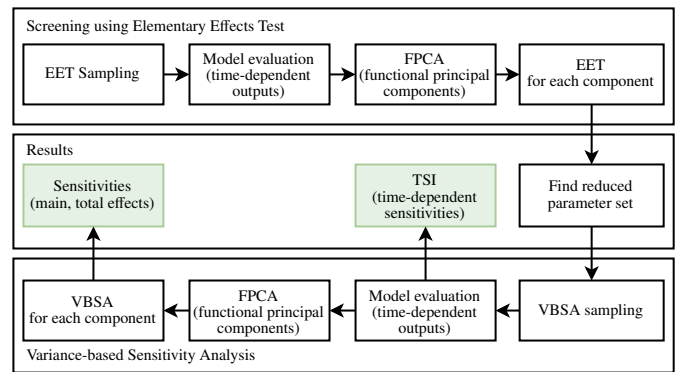 Screening using Elementary Effects Test
EET Sampling
Model evaluation
(time-dependent
outputs)
FPCA
(functional principal
components)
EET
for each component
Results
Sensitivities
(main, total effects)
TSI
(time-dependent
sensitivities)
Find reduced
parameter set
VBSA
for each component
FPCA
(functional principal
components)
Model evaluation
(time-dependent
outputs)
VBSA sampling
Variance-based Sensitivity Analysis